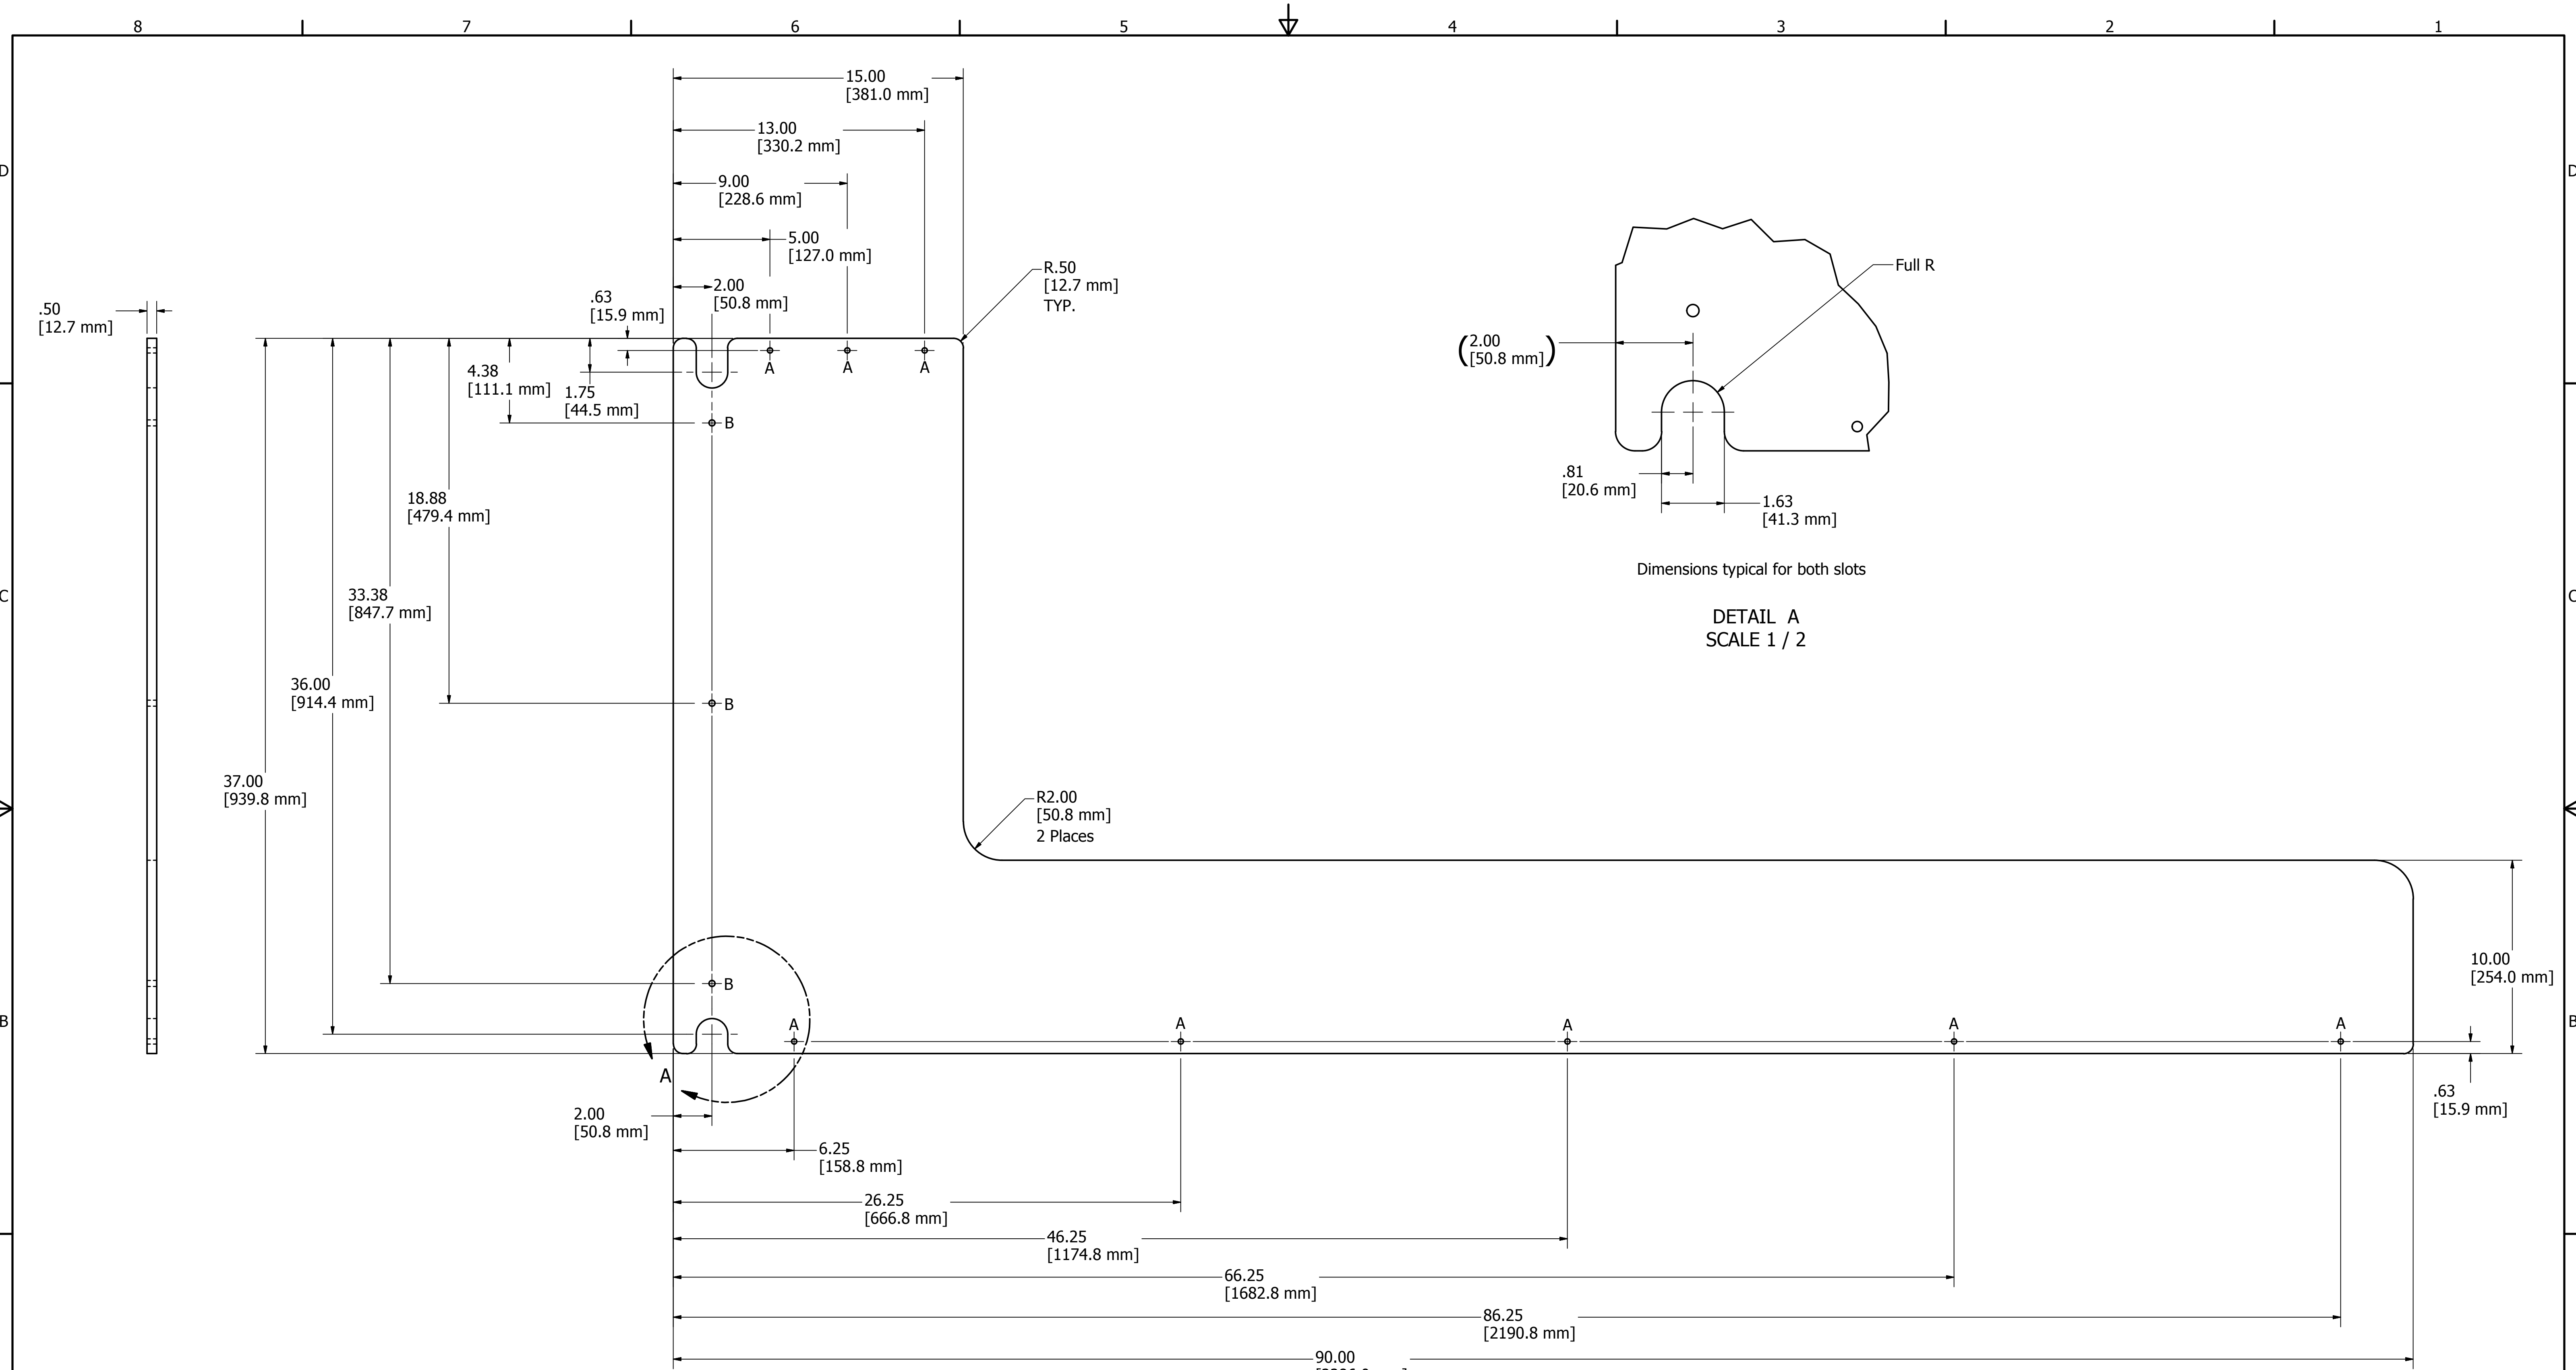 8 7 6 5 4 3 2 1
15.00
[381.0 mm]
13.00
[330.2 mm]
D
D
9.00
[228.6 mm]
5.00
[127.0 mm]
2.00
[50.8 mm]
.63
[15.9 mm]
R.50
[12.7 mm]
TYP.
Full R
.50
[12.7 mm]
(2.00
[50.8 mm])
A A A
4.38
[111.1 mm]
1.75
[44.5 mm]
B
.81
[20.6 mm]
1.63
[41.3 mm]
18.88
[479.4 mm]
Dimensions typical for both slots
DETAIL A
SCALE 1 / 2
C
C
33.38
[847.7 mm]
36.00
[914.4 mm]
B
37.00
[939.8 mm]
R2.00
[50.8 mm]
2 Places
10.00
[254.0 mm]
B
B
B
A A A A A
A
.63
[15.9 mm]
2.00
[50.8 mm]
6.25
[158.8 mm]
26.25
[666.8 mm]
46.25
[1174.8 mm]
66.25
[1682.8 mm]
86.25
[2190.8 mm]
90.00